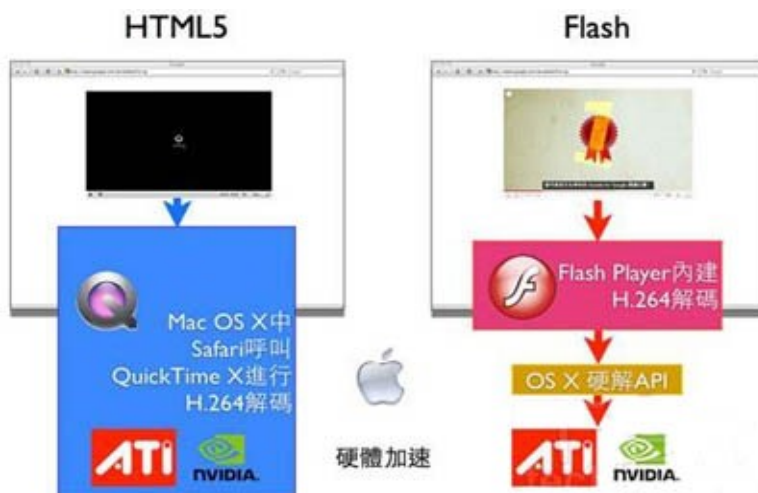 HTML5
Flash
Mac OS X中
Safari呼叫
QuickTime X進行
H.264解碼
ATI
NVIDIA.
硬體加速
Flash Player內建
H.264解碼
OS X 硬解API
ATI
NVIDIA.